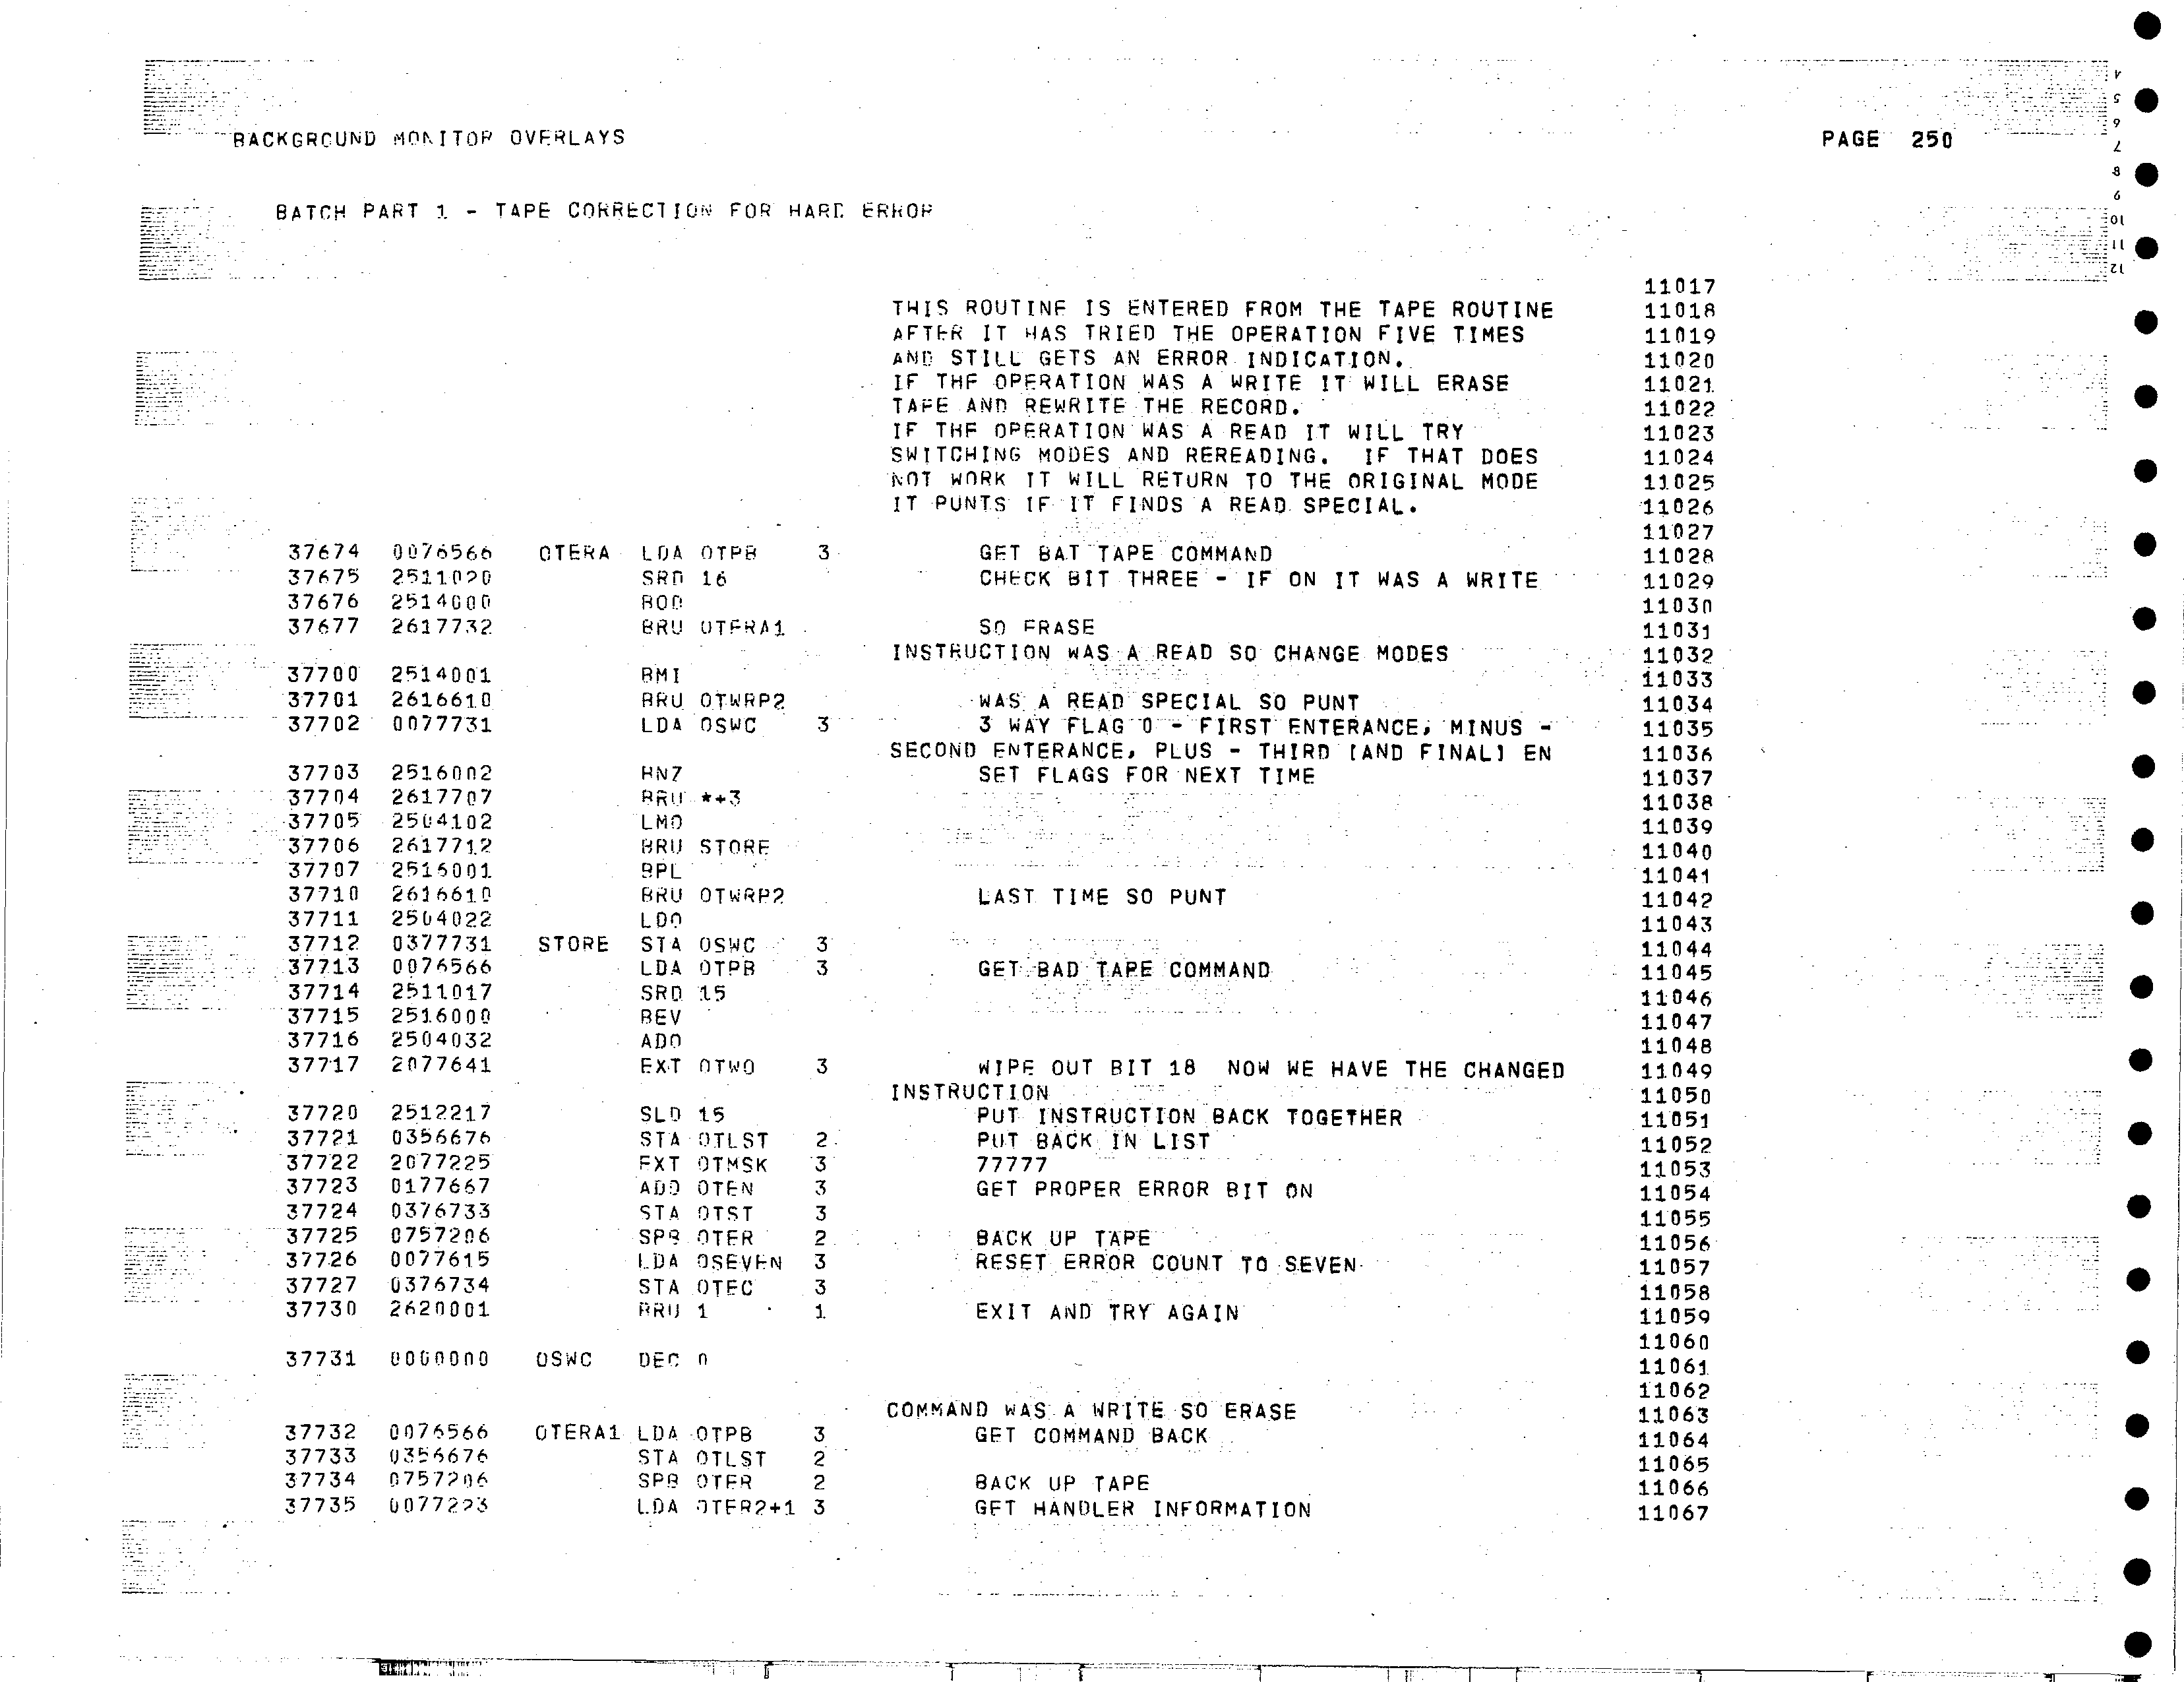 BACKGROUND MONITOR OVERLAYS PAGE 250
BATCH PART 1 - TAPE CORRECTION FOR HARD ERROR
11017
THIS ROUTINE IS ENTERED FROM THE TAPE ROUTINE 11018
AFTER IT HAS TRIED THE OPERATION FIVE TIMES 11019
AND STILL GETS AN ERROR INDICATION. 11020
IF THE OPERATION WAS A WRITE IT WILL ERASE 11021
TAPE AND REWRITE THE RECORD. 11022
IF THE OPERATION WAS A READ IT WILL TRY 11023
SWITCHING MODES AND REREADING. IF THAT DOES 11024
NOT WORK IT WILL RETURN TO THE ORIGINAL MODE 11025
IT PUNTS IF IT FINDS A READ SPECIAL. 11026
11027
37674 0076566 OTERA LDA OTPB 3 GET BAT TAPE COMMAND 11028
37675 2511020 SRD 16 CHECK BIT THREE - IF ON IT WAS A WRITE 11029
37676 2514000 BOD 11030
37677 2617732 BRU OTERA1 SO ERASE 11031
INSTRUCTION WAS A READ SO CHANGE MODES 11032
37700 2514001 BMI 11033
37701 2616610 BRU OTWRP2 WAS A READ SPECIAL SO PUNT 11034
37702 0077731 LDA OSWC 3 3 WAY FLAG 0 - FIRST ENTERANCE, MINUS - 11035
SECOND ENTERANCE, PLUS - THIRD [AND FINAL] EN 11036
37703 2516002 BNZ SET FLAGS FOR NEXT TIME 11037
37704 2617707 BRU *+3 11038
37705 2504102 LMO 11039
37706 2617712 BRU STORE 11040
37707 2516001 BPL 11041
37710 2616610 BRU OTWRP2 LAST TIME SO PUNT 11042
37711 2504022 LDO 11043
37712 0377731 STORE STA OSWC 3 11044
37713 0076566 LDA OTPB 3 GET BAD TAPE COMMAND 11045
37714 2511017 SRD 15 11046
37715 2516000 BEV 11047
37716 2504032 ADO 11048
37717 2077641 EXT OTWO 3 WIPE OUT BIT 18 NOW WE HAVE THE CHANGED 11049
INSTRUCTION 11050
37720 2512217 SLD 15 PUT INSTRUCTION BACK TOGETHER 11051
37721 0356676 STA OTLST 2 PUT BACK IN LIST 11052
37722 2077225 EXT OTMSK 3 77777 11053
37723 0177667 ADD OTEN 3 GET PROPER ERROR BIT ON 11054
37724 0376733 STA OTST 3 11055
37725 0757206 SPB OTER 2 BACK UP TAPE 11056
37726 0077615 LDA OSEVEN 3 RESET ERROR COUNT TO SEVEN 11057
37727 0376734 STA OTEC 3 11058
37730 2620001 BRU 1 1 EXIT AND TRY AGAIN 11059
11060
37731 0000000 OSWC DEC 0 11061
11062
COMMAND WAS A WRITE SO ERASE 11063
37732 0076566 OTERA1 LDA OTPB 3 GET COMMAND BACK 11064
37733 0356676 STA OTLST 2 11065
37734 0757206 SPB OTER 2 BACK UP TAPE 11066
37735 0077223 LDA OTER2+1 3 GET HANDLER INFORMATION 11067
4
5
6
7
8
9
10
11
12